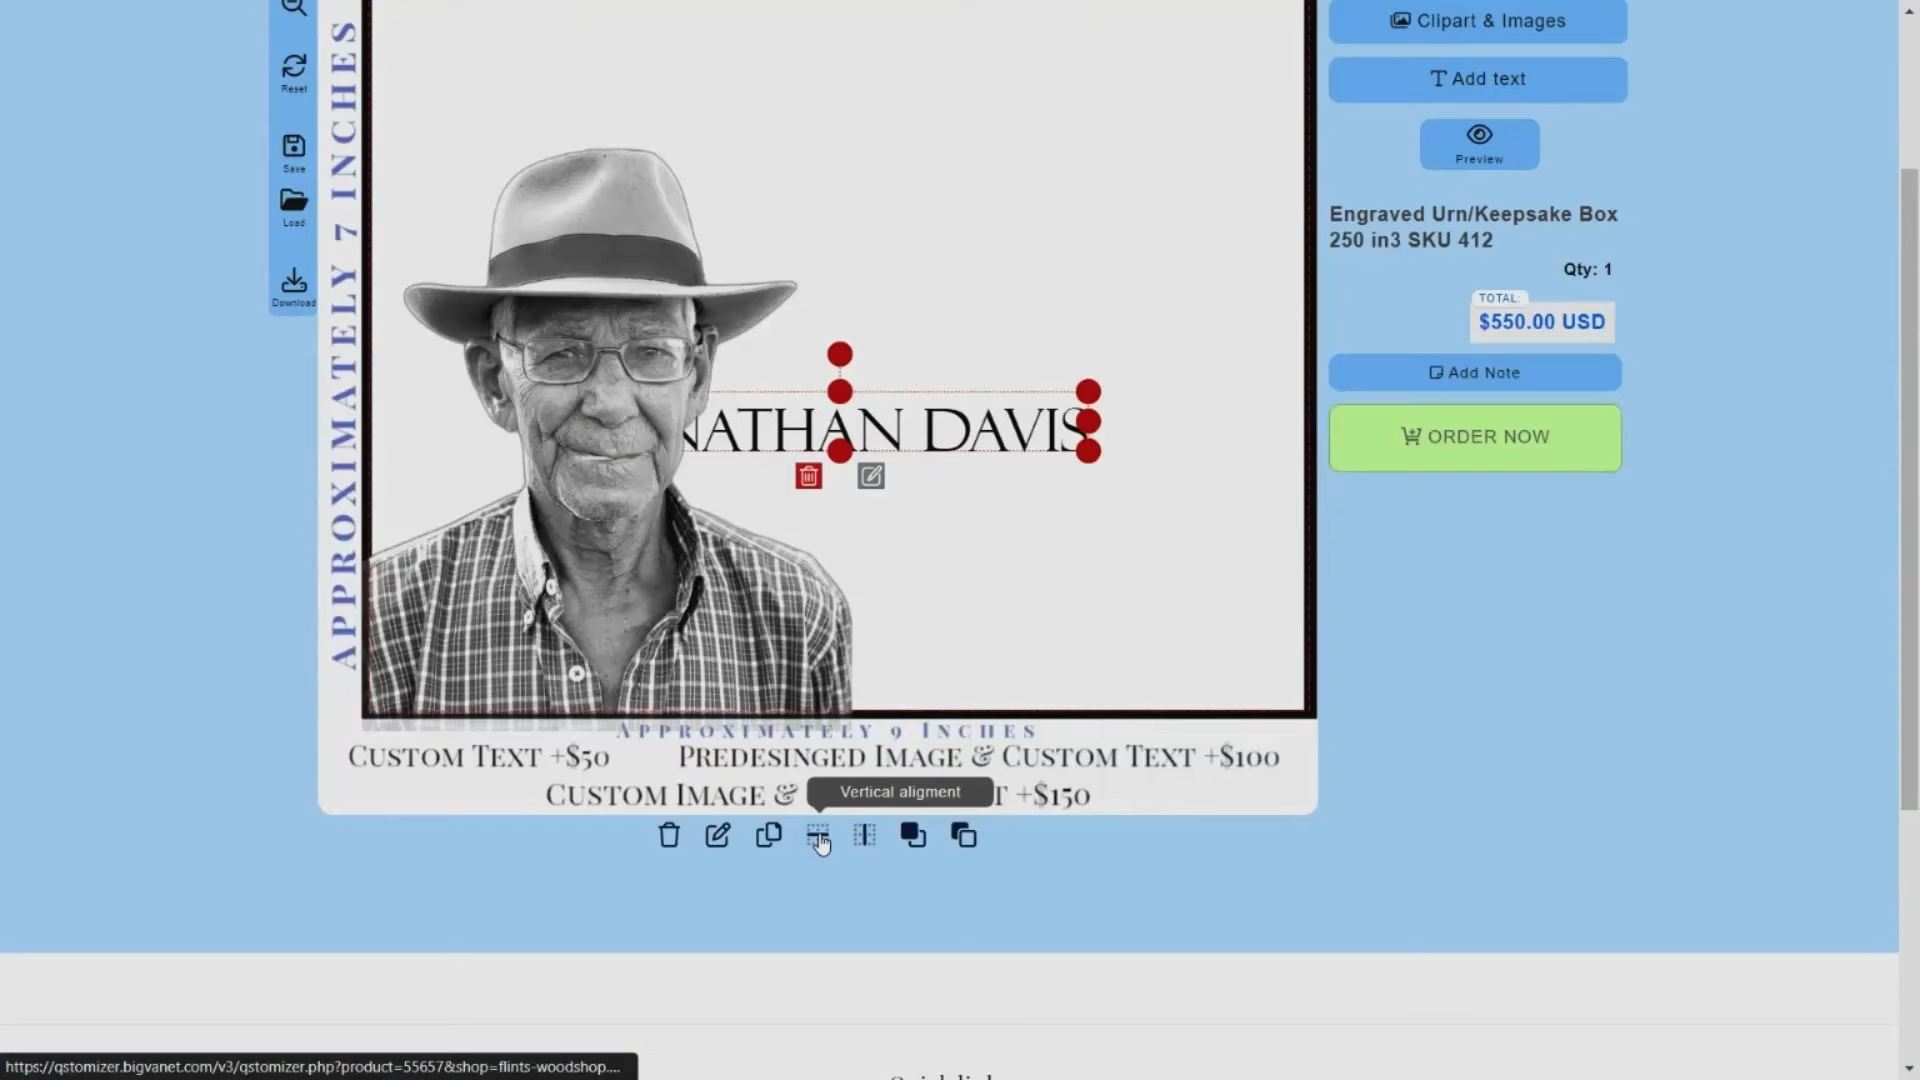 Clipart & Images
Add text
Preview
Reset
Save
Load
Download
APPROXIMATELY 7 INCHES
Engraved Urn/Keepsake Box
250 in3 SKU 412
Qty: 1
TOTAL:
$550.00 USD
Add Note
ORDER NOW
NATHAN DAVIS
APPROXIMATELY 9 INCHES
CUSTOM TEXT +$50
PREDESINGED IMAGE & CUSTOM TEXT +$100
CUSTOM IMAGE & T +$150
Vertical aligment
https://qstomizer.bigvanet.com/v3/qstomizer.php?product=55657&shop=flints-woodshop....